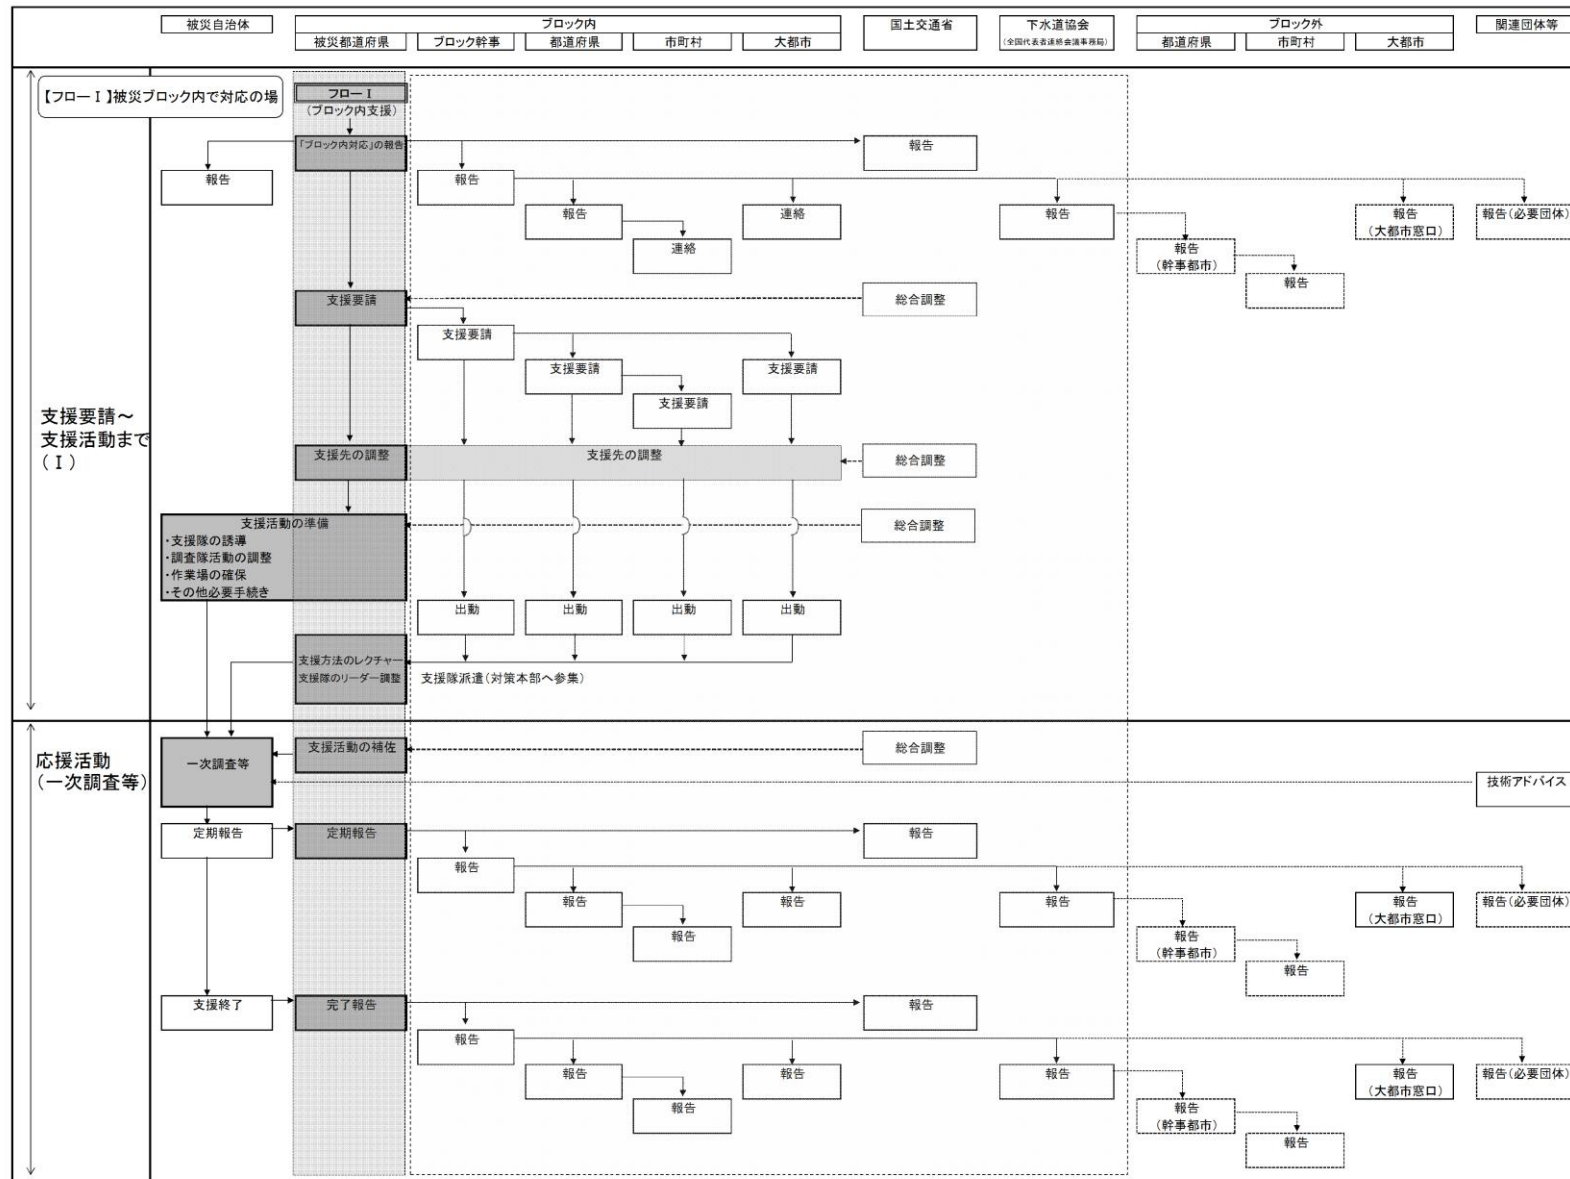 被災自治体
ブロック内
国土交通省
下水道協会
(全国代表者連絡会議事務局)
ブロック外
関連団体等
被災都道府県
ブロック幹事
都道府県
市町村
大都市
都道府県
市町村
大都市
【フローⅠ】被災ブロック内で対応の場
フローⅠ
(ブロック内支援)
「ブロック内対応」の報告
報告
報告
報告
報告
連絡
報告
報告
(大都市窓口)
報告(必要団体)
連絡
報告
(幹事都市)
報告
支援要請
総合調整
支援要請
支援要請
支援要請
支援要請
支援要請～
支援活動まで
(Ⅰ)
支援先の調整
支援先の調整
総合調整
支援活動の準備
・支援隊の誘導
・調査隊活動の調整
・作業場の確保
・その他必要手続き
総合調整
出動
出動
出動
出動
支援方法のレクチャー
支援隊のリーダー調整
支援隊派遣(対策本部へ参集)
応援活動
(一次調査等)
一次調査等
支援活動の補佐
総合調整
技術アドバイス
定期報告
定期報告
報告
報告
報告
報告
報告
報告
(大都市窓口)
報告(必要団体)
報告
報告
(幹事都市)
報告
支援終了
完了報告
報告
報告
報告
報告
報告
報告
(大都市窓口)
報告(必要団体)
報告
報告
(幹事都市)
報告